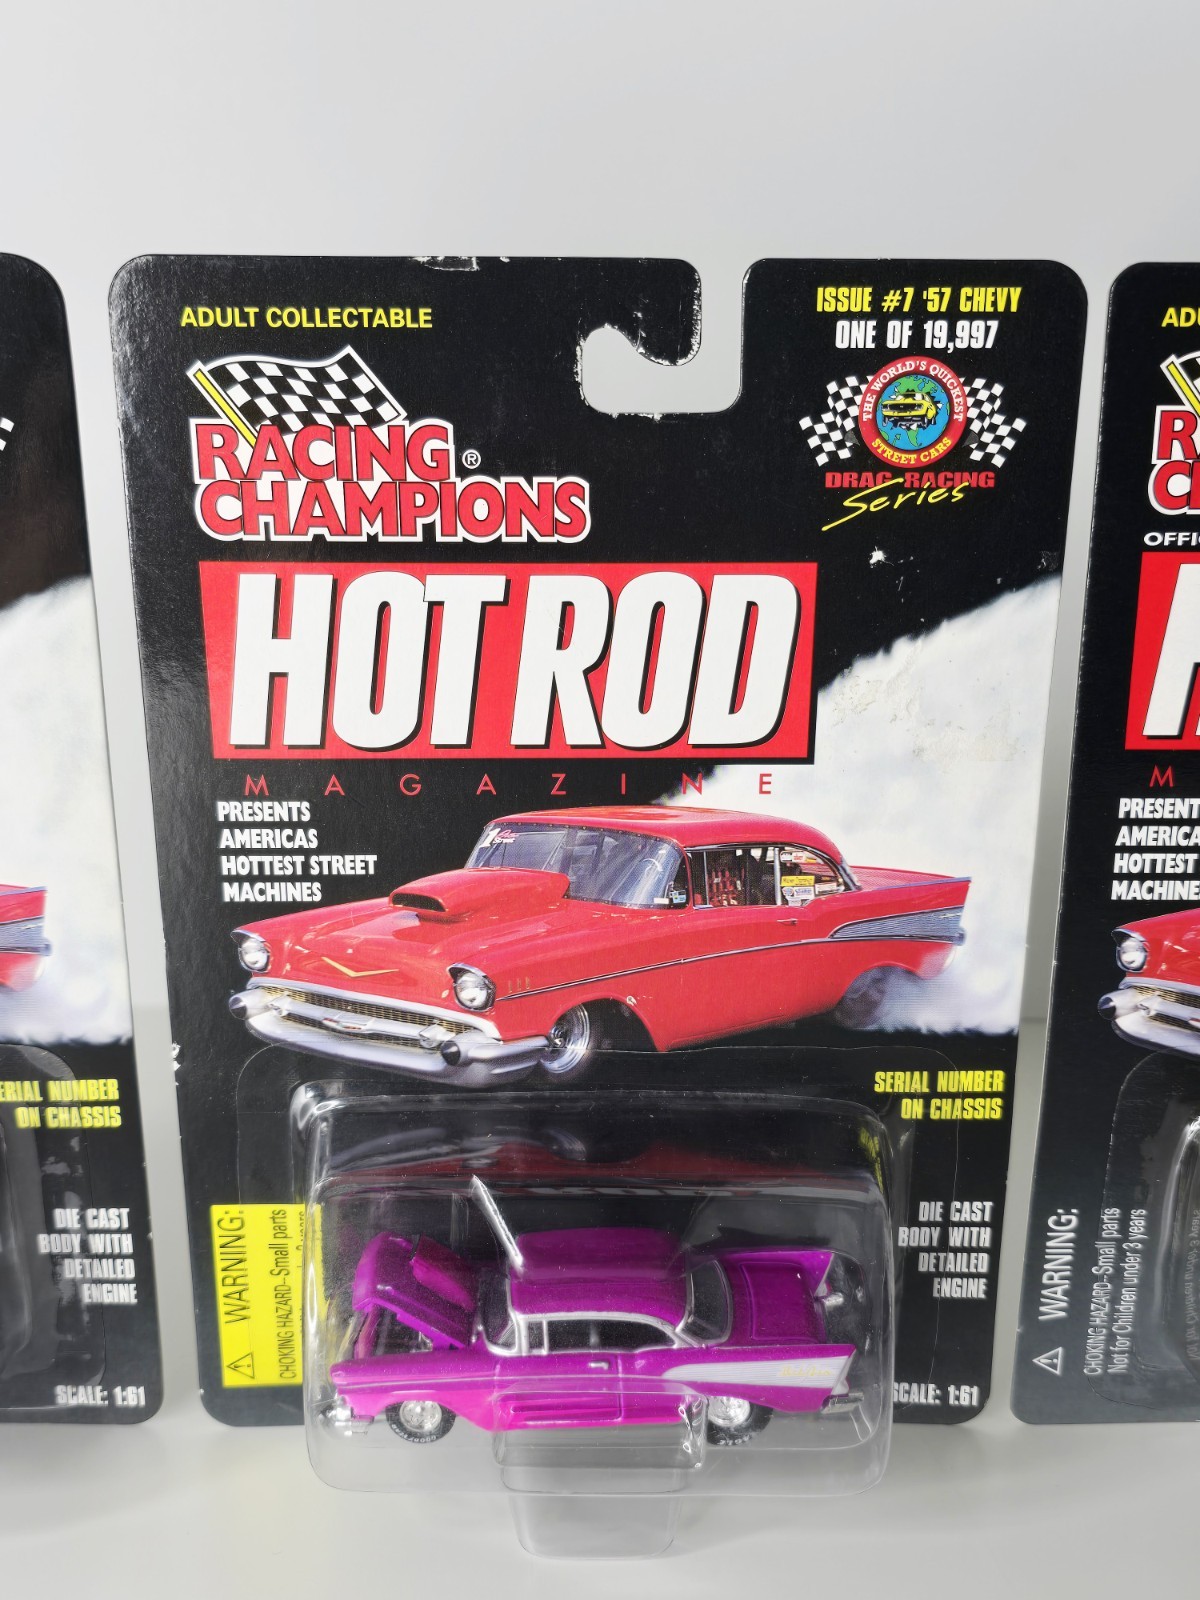 ADULT COLLECTABLE
RACING ®
CHAMPIONS
ISSUE #7 '57 CHEVY
ONE OF 19,997
THE WORLD'S QUICKEST
STREET CARS
DRAG RACING
Series
HOT ROD
MAGAZINE
PRESENTS
AMERICAS
HOTTEST STREET
MACHINES
SERIAL NUMBER
ON CHASSIS
DIE CAST
BODY WITH
DETAILED
ENGINE
SCALE: 1:61
WARNING:
CHOKING HAZARD-Small parts
ERIAL NUMBER
ON CHASSIS
DIE CAST
BODY WITH
DETAILED
ENGINE
SCALE: 1:61
ADU
R
C
OFFIC
H
M
PRESENT
AMERICA
HOTTEST
MACHINE
WARNING:
CHOKING HAZARD-Small parts
Not for Children under 3 years